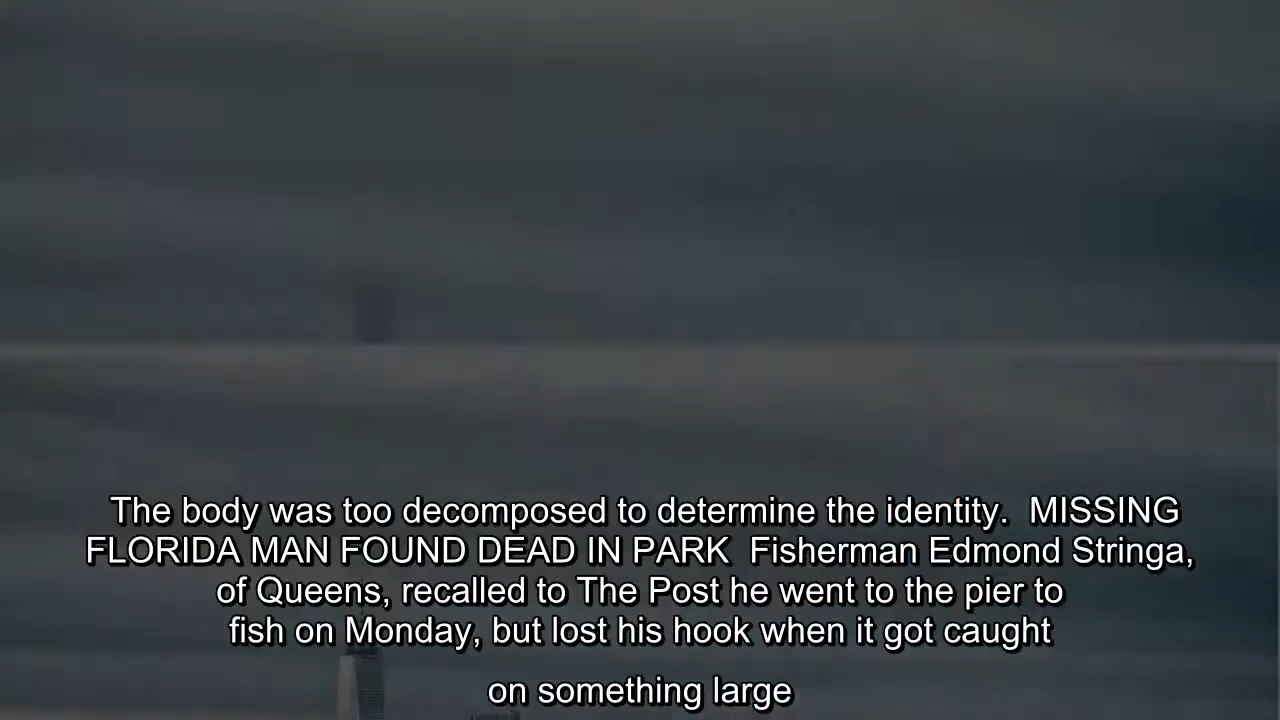 The body was too decomposed to determine the identity.  MISSING
FLORIDA MAN FOUND DEAD IN PARK  Fisherman Edmond Stringa,
of Queens, recalled to The Post he went to the pier to
fish on Monday, but lost his hook when it got caught
on something large